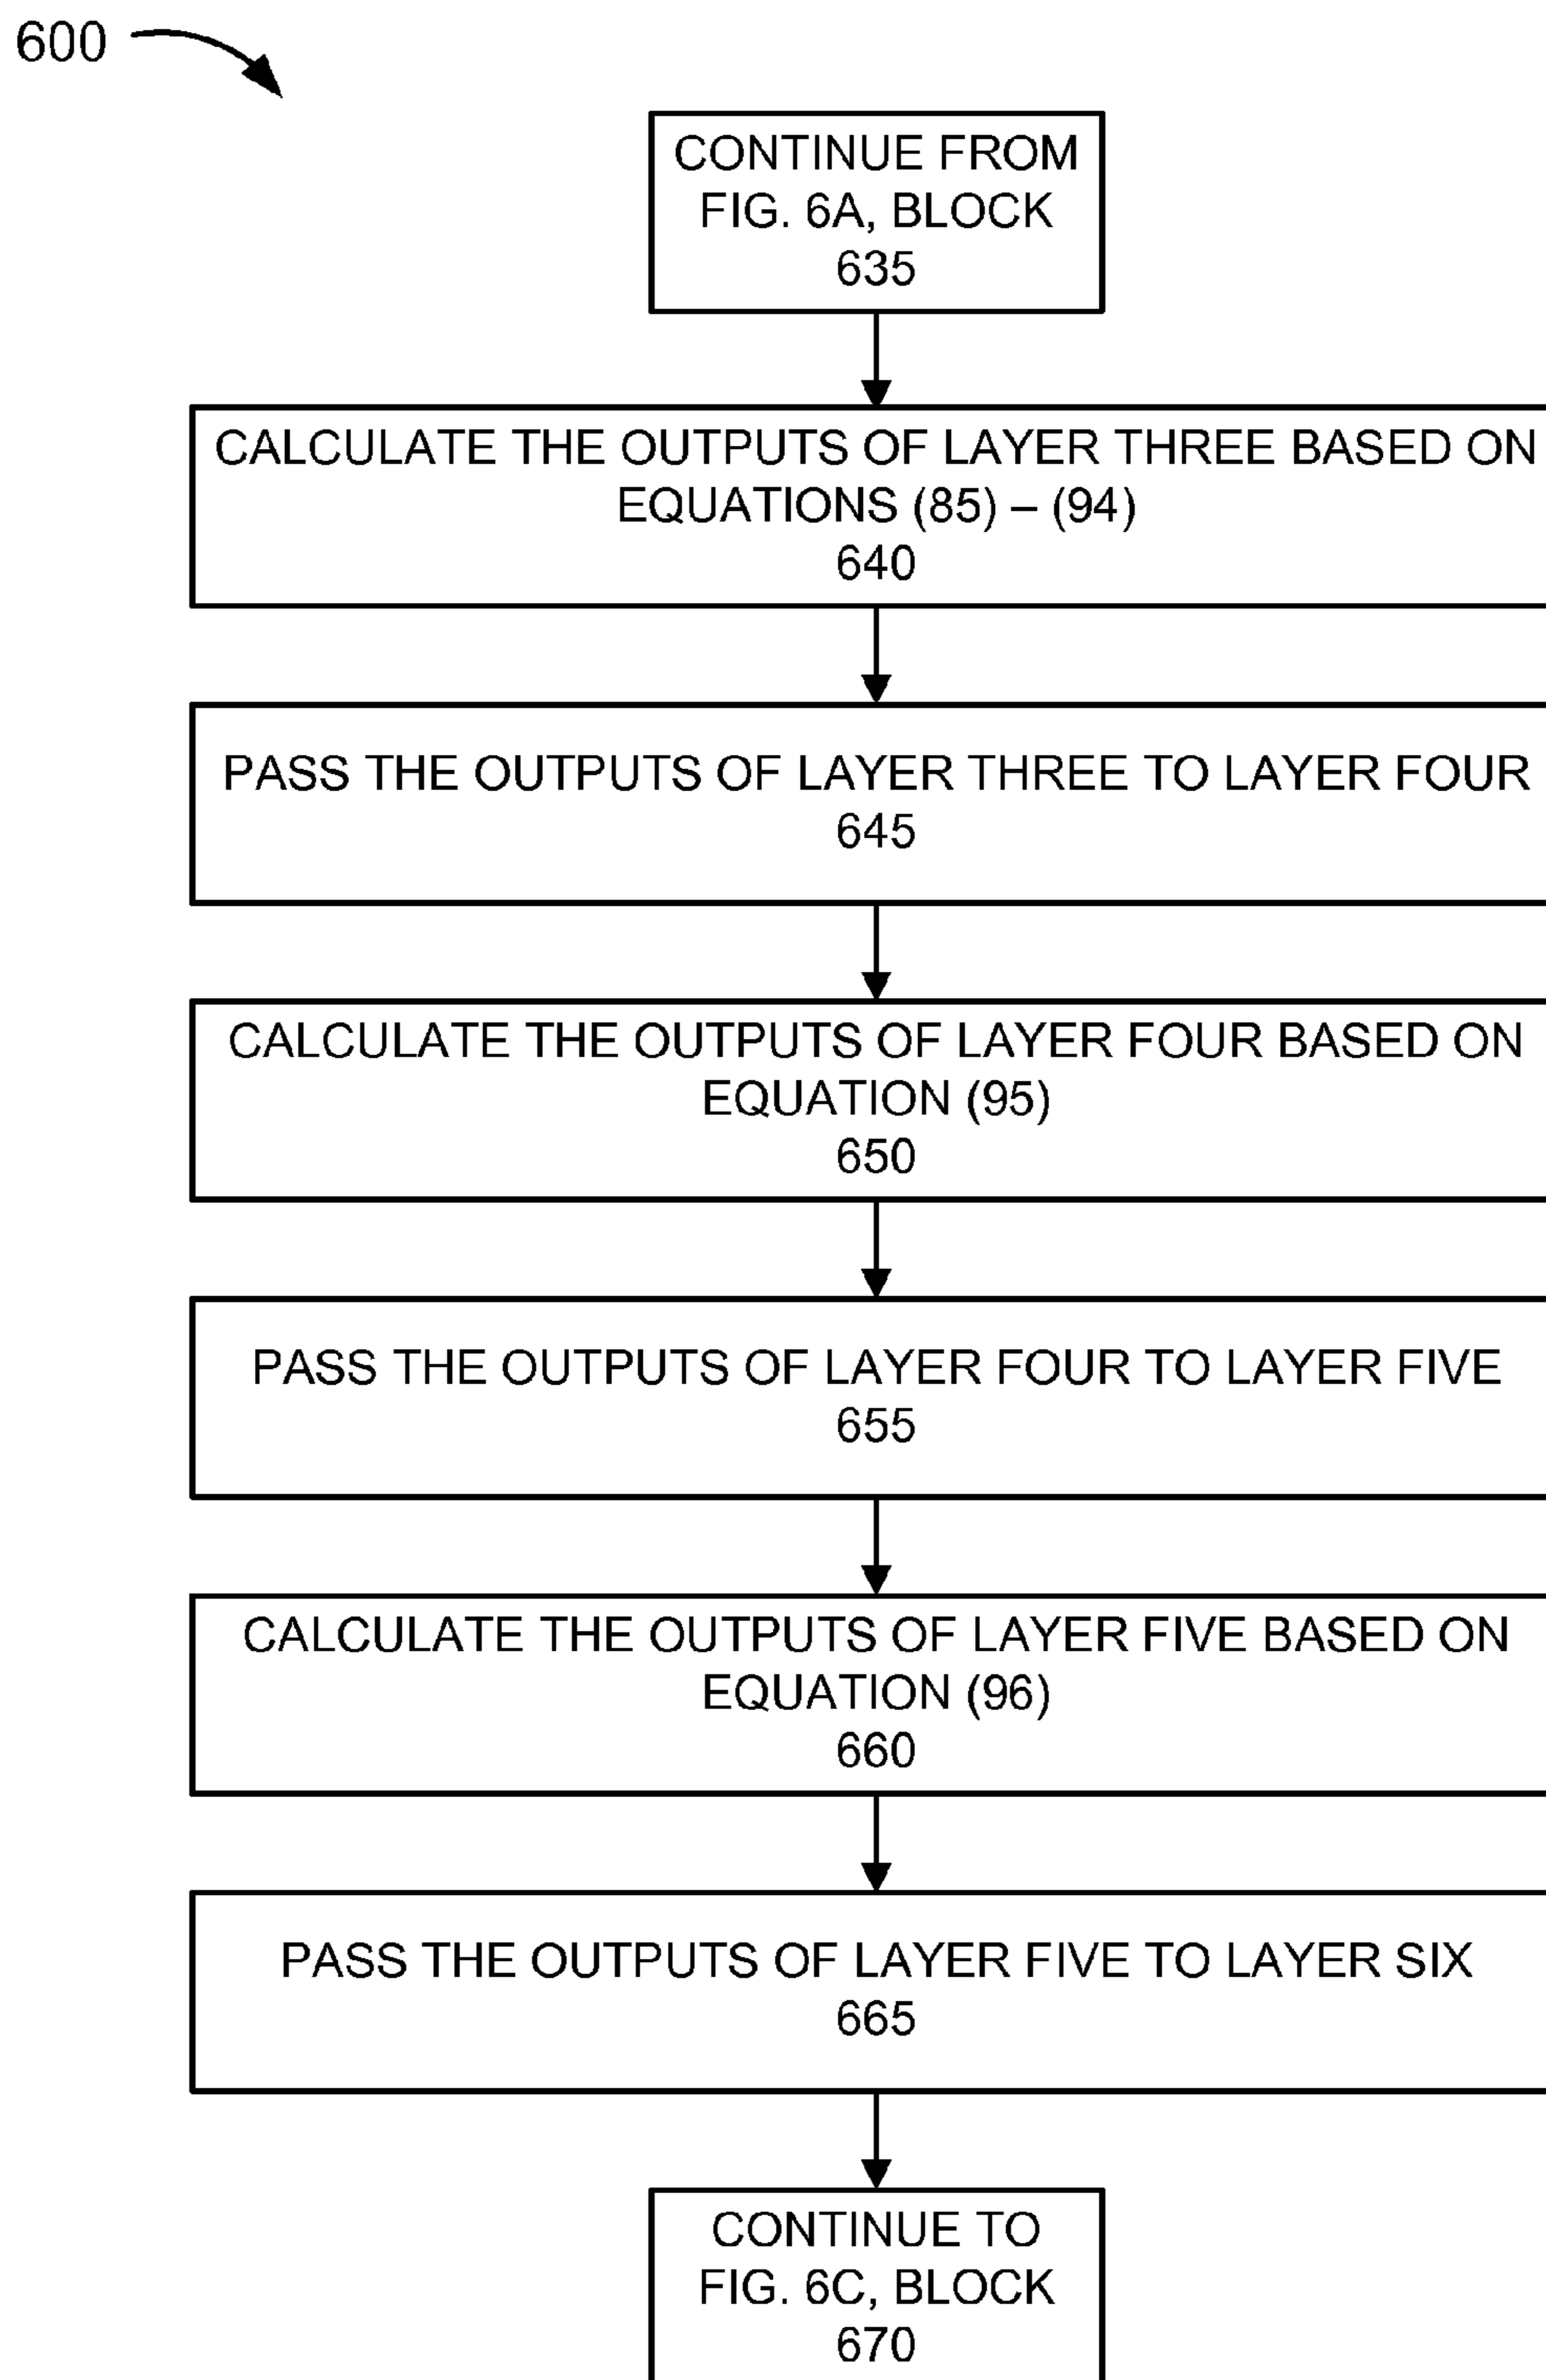 600
CONTINUE FROM
FIG. 6A, BLOCK
635
CALCULATE THE OUTPUTS OF LAYER THREE BASED ON
EQUATIONS (85) – (94)
640
PASS THE OUTPUTS OF LAYER THREE TO LAYER FOUR
645
CALCULATE THE OUTPUTS OF LAYER FOUR BASED ON
EQUATION (95)
650
PASS THE OUTPUTS OF LAYER FOUR TO LAYER FIVE
655
CALCULATE THE OUTPUTS OF LAYER FIVE BASED ON
EQUATION (96)
660
PASS THE OUTPUTS OF LAYER FIVE TO LAYER SIX
665
CONTINUE TO
FIG. 6C, BLOCK
670